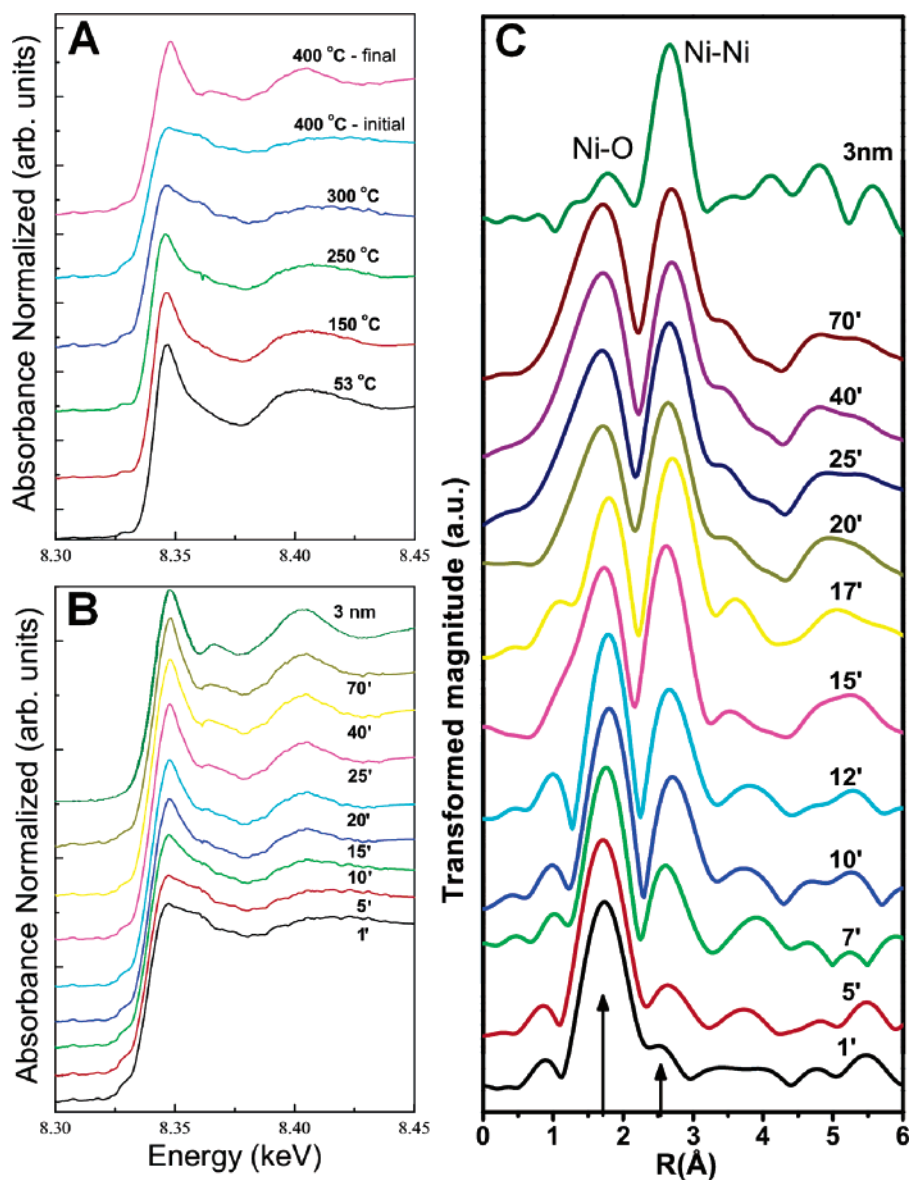 A
Absorbance Normalized (arb. units)
400 °C - final
400 °C - initial
300 °C
250 °C
150 °C
53 °C
8.30 8.35 8.40 8.45
B
Absorbance Normalized (arb. units)
3 nm
70'
40'
25'
20'
15'
10'
5'
1'
8.30 8.35 8.40 8.45
Energy (keV)
C
Transformed magnitude (a.u.)
Ni-Ni
Ni-O
3nm
70'
40'
25'
20'
17'
15'
12'
10'
7'
5'
1'
0 1 2 3 4 5 6
R(Å)